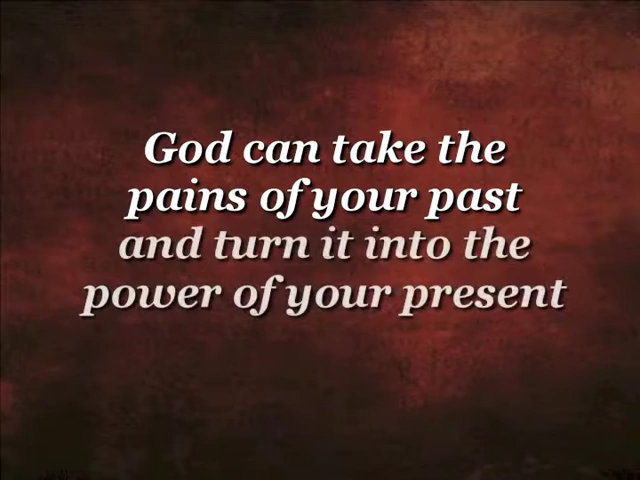 God can take the
pains of your past
and turn it into the
power of your present